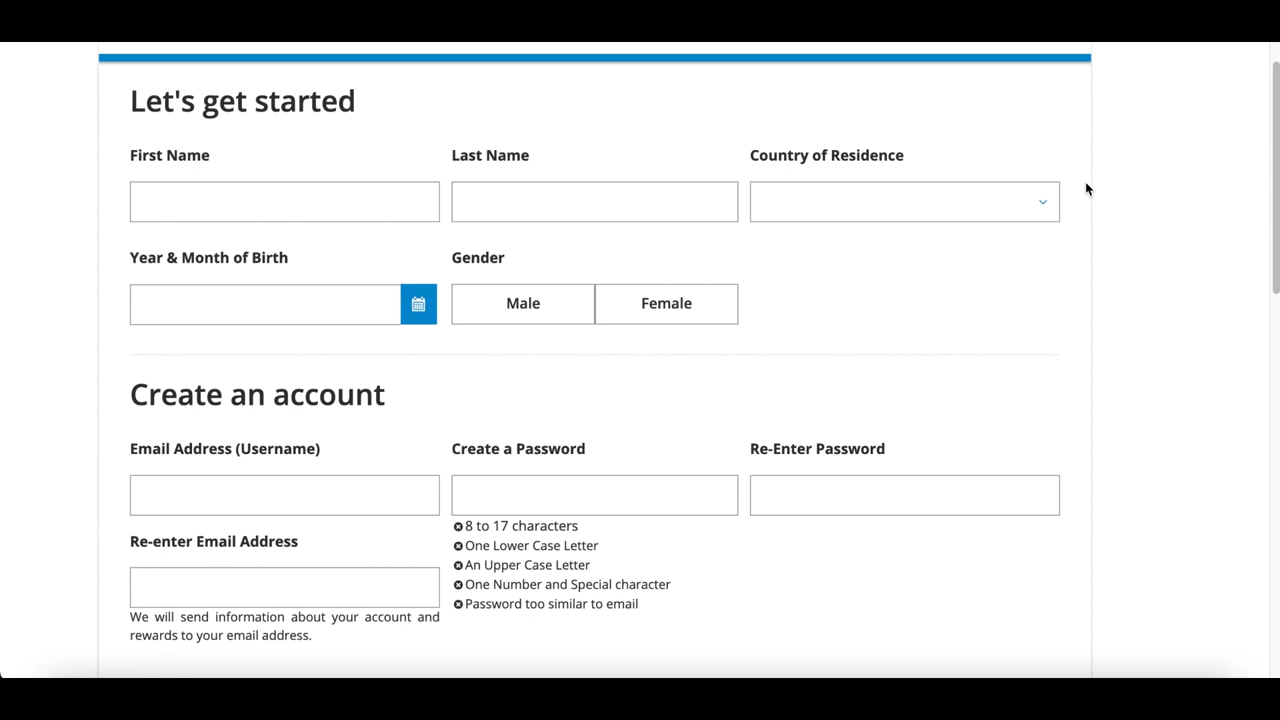 Let's get started
First Name
Last Name
Country of Residence
Year & Month of Birth
Gender
Male
Female
Create an account
Email Address (Username)
Create a Password
Re-Enter Password
8 to 17 characters
One Lower Case Letter
An Upper Case Letter
One Number and Special character
Password too similar to email
Re-enter Email Address
We will send information about your account and
rewards to your email address.